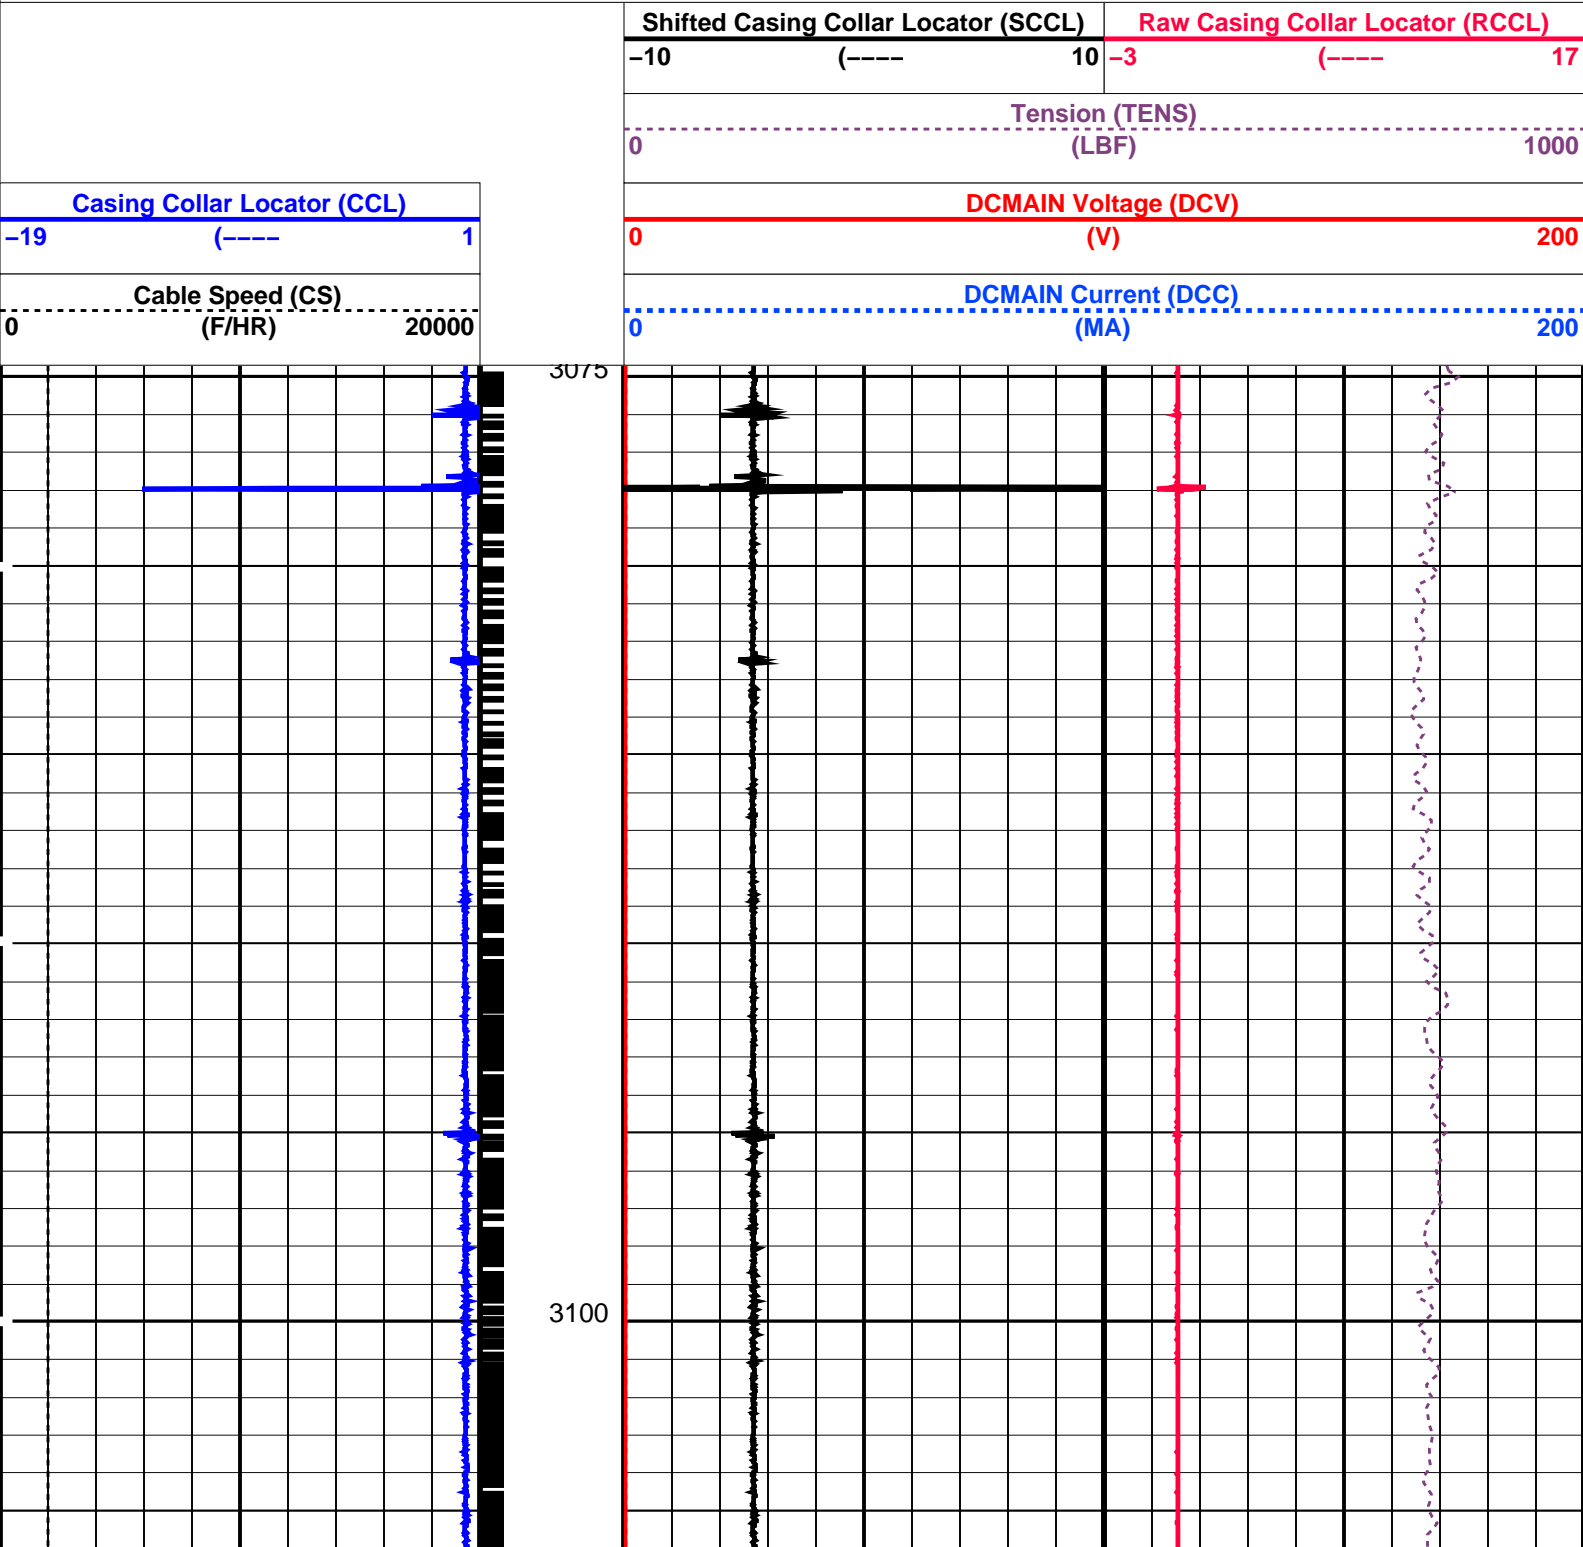 Shifted Casing Collar Locator (SCCL)
−10 (−−−− 10
Raw Casing Collar Locator (RCCL)
−3 (−−−− 17
Tension (TENS)
0 (LBF) 1000
Casing Collar Locator (CCL)
−19 (−−−− 1
DCMAIN Voltage (DCV)
0 (V) 200
Cable Speed (CS)
0 (F/HR) 20000
DCMAIN Current (DCC)
0 (MA) 200
3075
3100